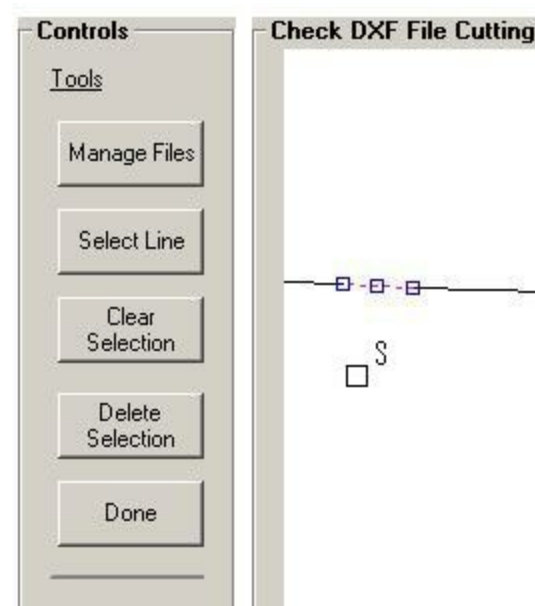 Controls
Tools
Manage Files
Select Line
Clear
Selection
Delete
Selection
Done
Check DXF File Cutting
S